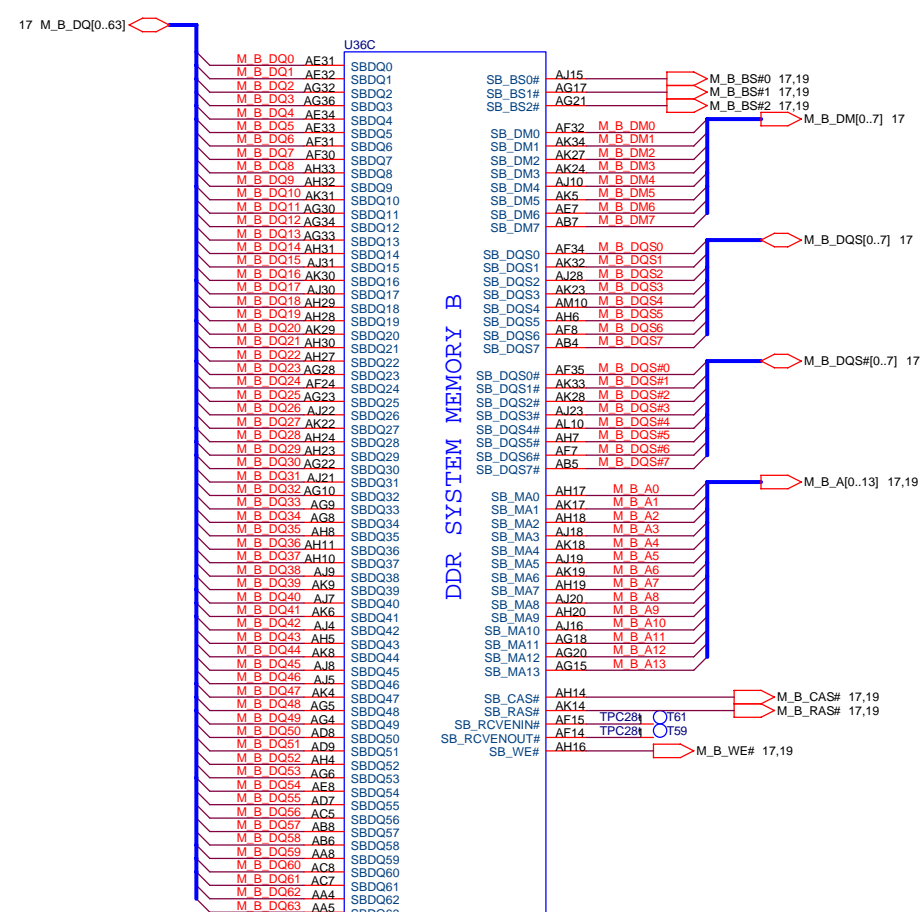 17 M_B_DQ[0..63]
U36C
M_B_DQ0 AE31 SBDQ0
M_B_DQ1 AE32 SBDQ1
M_B_DQ2 AG32 SBDQ2
M_B_DQ3 AG36 SBDQ3
M_B_DQ4 AE34 SBDQ4
M_B_DQ5 AE33 SBDQ5
M_B_DQ6 AF31 SBDQ6
M_B_DQ7 AF30 SBDQ7
M_B_DQ8 AH33 SBDQ8
M_B_DQ9 AH32 SBDQ9
M_B_DQ10 AK31 SBDQ10
M_B_DQ11 AG30 SBDQ11
M_B_DQ12 AG34 SBDQ12
M_B_DQ13 AG33 SBDQ13
M_B_DQ14 AH31 SBDQ14
M_B_DQ15 AJ31 SBDQ15
M_B_DQ16 AK30 SBDQ16
M_B_DQ17 AJ30 SBDQ17
M_B_DQ18 AH29 SBDQ18
M_B_DQ19 AH28 SBDQ19
M_B_DQ20 AK29 SBDQ20
M_B_DQ21 AH30 SBDQ21
M_B_DQ22 AH27 SBDQ22
M_B_DQ23 AG28 SBDQ23
M_B_DQ24 AF24 SBDQ24
M_B_DQ25 AG23 SBDQ25
M_B_DQ26 AJ22 SBDQ26
M_B_DQ27 AK22 SBDQ27
M_B_DQ28 AH24 SBDQ28
M_B_DQ29 AH23 SBDQ29
M_B_DQ30 AG22 SBDQ30
M_B_DQ31 AJ21 SBDQ31
M_B_DQ32 AG10 SBDQ32
M_B_DQ33 AG9 SBDQ33
M_B_DQ34 AG8 SBDQ34
M_B_DQ35 AH8 SBDQ35
M_B_DQ36 AH11 SBDQ36
M_B_DQ37 AH10 SBDQ37
M_B_DQ38 AJ9 SBDQ38
M_B_DQ39 AK9 SBDQ39
M_B_DQ40 AJ7 SBDQ40
M_B_DQ41 AK6 SBDQ41
M_B_DQ42 AJ4 SBDQ42
M_B_DQ43 AH5 SBDQ43
M_B_DQ44 AK8 SBDQ44
M_B_DQ45 AJ8 SBDQ45
M_B_DQ46 AJ5 SBDQ46
M_B_DQ47 AK4 SBDQ47
M_B_DQ48 AG5 SBDQ48
M_B_DQ49 AG4 SBDQ49
M_B_DQ50 AD8 SBDQ50
M_B_DQ51 AD9 SBDQ51
M_B_DQ52 AH4 SBDQ52
M_B_DQ53 AG6 SBDQ53
M_B_DQ54 AE8 SBDQ54
M_B_DQ55 AD7 SBDQ55
M_B_DQ56 AC5 SBDQ56
M_B_DQ57 AB8 SBDQ57
M_B_DQ58 AB6 SBDQ58
M_B_DQ59 AA8 SBDQ59
M_B_DQ60 AC8 SBDQ60
M_B_DQ61 AC7 SBDQ61
M_B_DQ62 AA4 SBDQ62
M_B_DQ63 AA5
DDR SYSTEM MEMORY B
SB_BS0# AJ15 M_B_BS#0 17,19
SB_BS1# AG17 M_B_BS#1 17,19
SB_BS2# AG21 M_B_BS#2 17,19
M_B_DM[0..7] 17
SB_DM0 AF32 M_B_DM0
SB_DM1 AK34 M_B_DM1
SB_DM2 AK27 M_B_DM2
SB_DM3 AK24 M_B_DM3
SB_DM4 AJ10 M_B_DM4
SB_DM5 AK5 M_B_DM5
SB_DM6 AE7 M_B_DM6
SB_DM7 AB7 M_B_DM7
M_B_DQS[0..7] 17
SB_DQS0 AF34 M_B_DQS0
SB_DQS1 AK32 M_B_DQS1
SB_DQS2 AJ28 M_B_DQS2
SB_DQS3 AK23 M_B_DQS3
SB_DQS4 AM10 M_B_DQS4
SB_DQS5 AH6 M_B_DQS5
SB_DQS6 AF8 M_B_DQS6
SB_DQS7 AB4 M_B_DQS7
M_B_DQS#[0..7] 17
SB_DQS0# AF35 M_B_DQS#0
SB_DQS1# AK33 M_B_DQS#1
SB_DQS2# AK28 M_B_DQS#2
SB_DQS3# AJ23 M_B_DQS#3
SB_DQS4# AL10 M_B_DQS#4
SB_DQS5# AH7 M_B_DQS#5
SB_DQS6# AF7 M_B_DQS#6
SB_DQS7# AB5 M_B_DQS#7
M_B_A[0..13] 17,19
SB_MA0 AH17 M_B_A0
SB_MA1 AK17 M_B_A1
SB_MA2 AH18 M_B_A2
SB_MA3 AJ18 M_B_A3
SB_MA4 AK18 M_B_A4
SB_MA5 AJ19 M_B_A5
SB_MA6 AK19 M_B_A6
SB_MA7 AH19 M_B_A7
SB_MA8 AJ20 M_B_A8
SB_MA9 AH20 M_B_A9
SB_MA10 AJ16 M_B_A10
SB_MA11 AG18 M_B_A11
SB_MA12 AG20 M_B_A12
SB_MA13 AG15 M_B_A13
SB_CAS# AH14 M_B_CAS# 17,19
SB_RAS# AK14 M_B_RAS# 17,19
SB_RCVENIN# AF15 TPC28t T61
SB_RCVENOUT# AF14 TPC28t T59
SB_WE# AH16 M_B_WE# 17,19